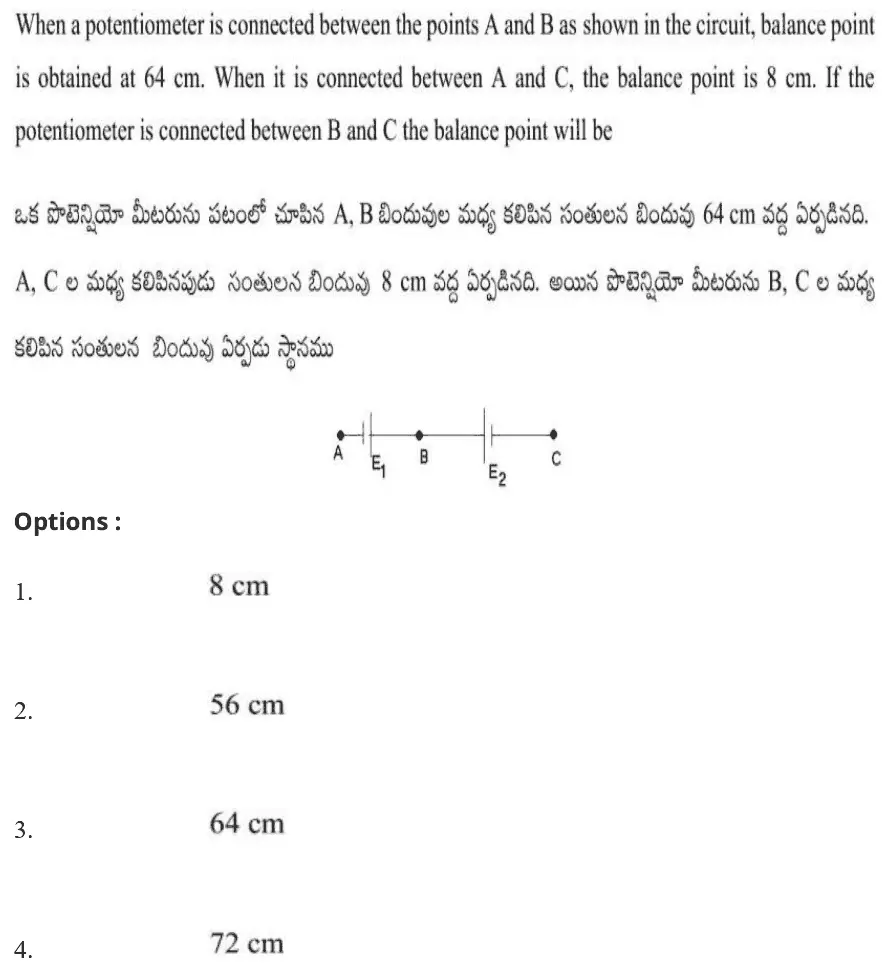 When a potentiometer is connected between the points A and B as shown in the circuit, balance point
is obtained at 64 cm. When it is connected between A and C, the balance point is 8 cm. If the
potentiometer is connected between B and C the balance point will be
ఒక పొటెన్షియో మీటరును పటంలో చూపిన A, B బిందువుల మధ్య కలిపిన సంతులన బిందువు 64 cm వద్ద ఏర్పడినది.
A, C ల మధ్య కలిపినపుడు సంతులన బిందువు 8 cm వద్ద ఏర్పడినది. అయిన పొటెన్షియో మీటరును B, C ల మధ్య
కలిపిన సంతులన బిందువు ఏర్పడు స్థానము
A E1 B E2 C
Options :
1. 8 cm
2. 56 cm
3. 64 cm
4. 72 cm